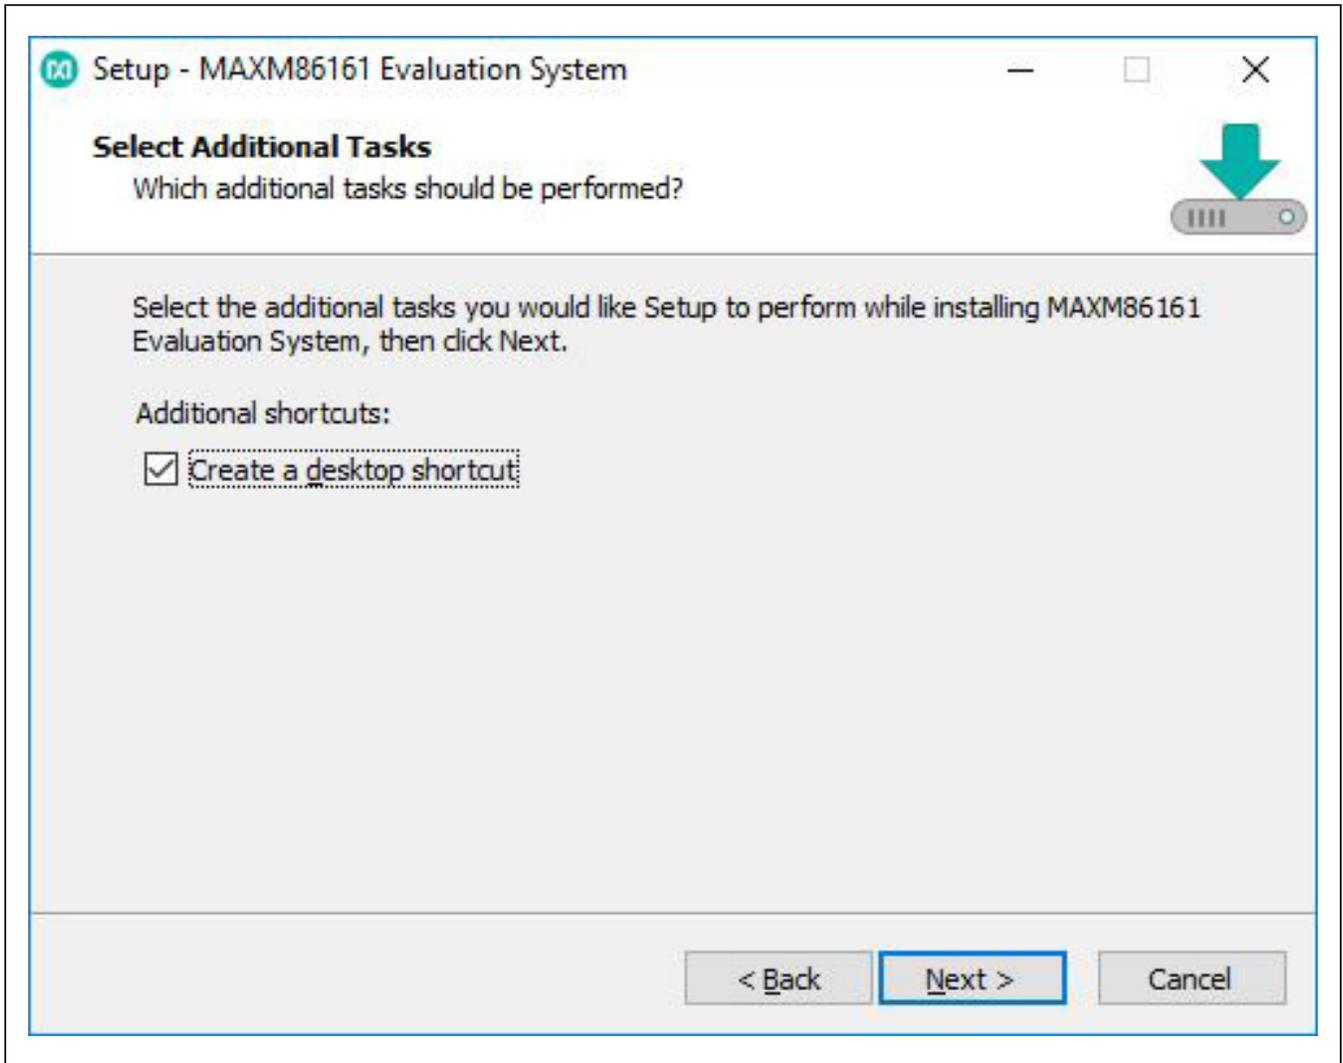 Setup - MAXM86161 Evaluation System
Select Additional Tasks
Which additional tasks should be performed?
Select the additional tasks you would like Setup to perform while installing MAXM86161
Evaluation System, then click Next.
Additional shortcuts:
Create a desktop shortcut
< Back Next > Cancel